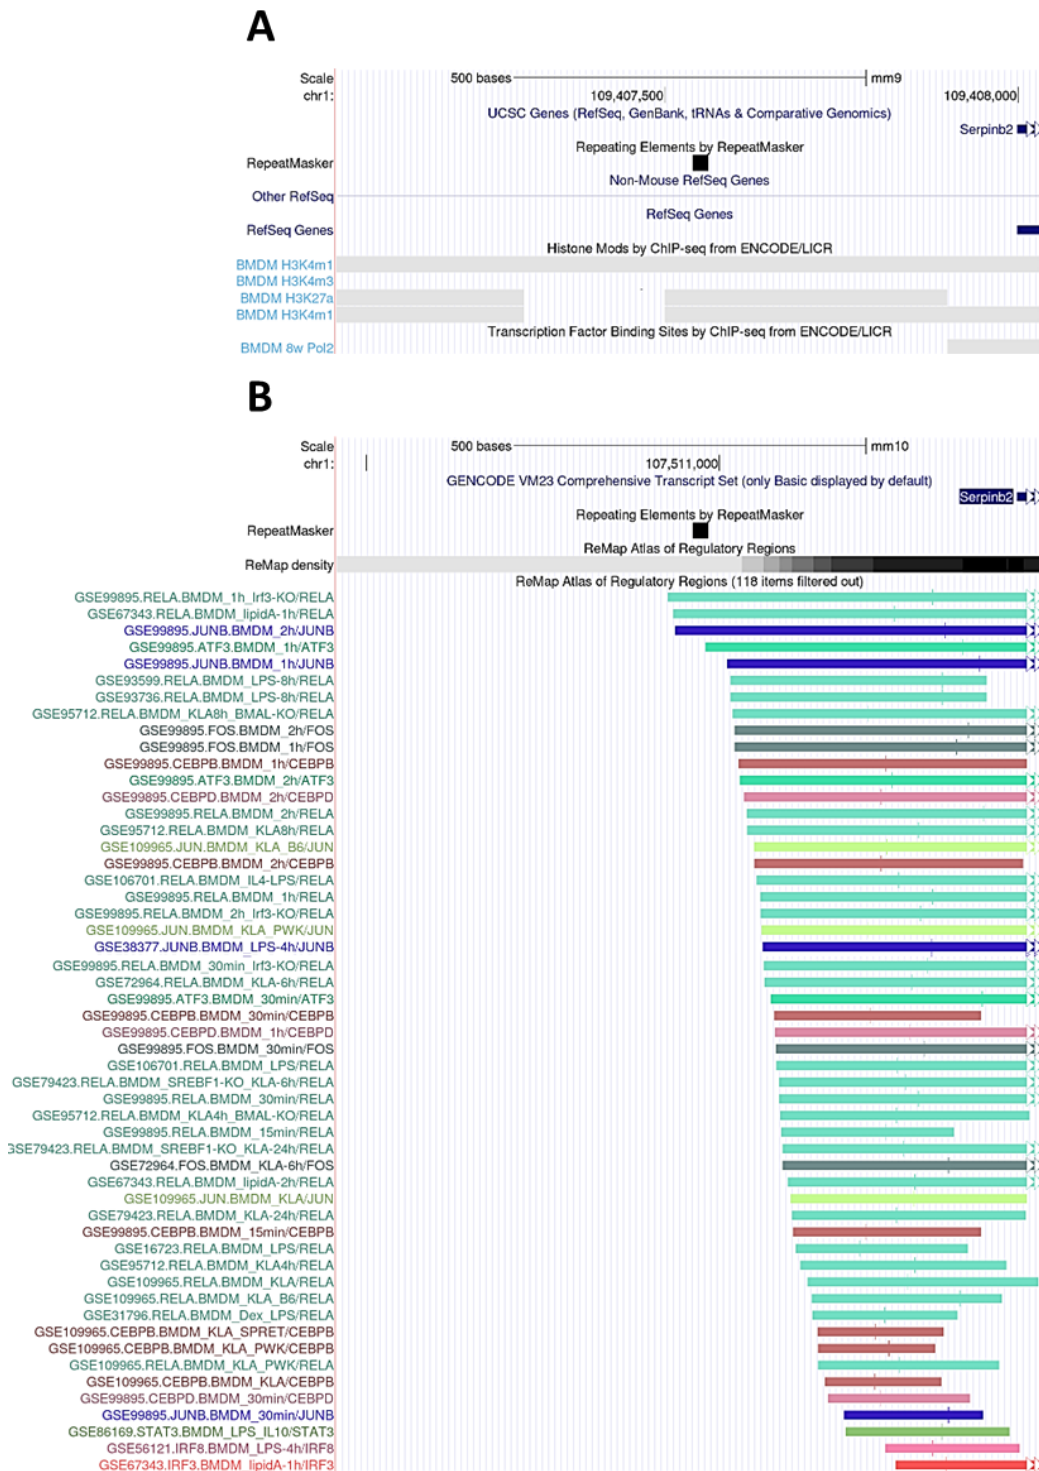 A
Scale 500 bases mm9
chr1: 109,407,500 109,408,000
UCSC Genes (RefSeq, GenBank, tRNAs & Comparative Genomics)
Serpinb2
Repeating Elements by RepeatMasker
RepeatMasker
Non-Mouse RefSeq Genes
Other RefSeq
RefSeq Genes
RefSeq Genes
Histone Mods by ChIP-seq from ENCODE/LICR
BMDM H3K4m1
BMDM H3K4m3
BMDM H3K27a
BMDM H3K4m1
Transcription Factor Binding Sites by ChIP-seq from ENCODE/LICR
BMDM 8w Pol2
B
Scale 500 bases mm10
chr1: 107,511,000
GENCODE VM23 Comprehensive Transcript Set (only Basic displayed by default)
Serpinb2
Repeating Elements by RepeatMasker
RepeatMasker
ReMap Atlas of Regulatory Regions
ReMap density
ReMap Atlas of Regulatory Regions (118 items filtered out)
GSE99895.RELA.BMDM_1h_Irf3-KO/RELA
GSE67343.RELA.BMDM_lipidA-1h/RELA
GSE99895.JUNB.BMDM_2h/JUNB
GSE99895.ATF3.BMDM_1h/ATF3
GSE99895.JUNB.BMDM_1h/JUNB
GSE93599.RELA.BMDM_LPS-8h/RELA
GSE93736.RELA.BMDM_LPS-8h/RELA
GSE95712.RELA.BMDM_KLA8h_BMAL-KO/RELA
GSE99895.FOS.BMDM_2h/FOS
GSE99895.FOS.BMDM_1h/FOS
GSE99895.CEBPB.BMDM_1h/CEBPB
GSE99895.ATF3.BMDM_2h/ATF3
GSE99895.CEBPD.BMDM_2h/CEBPD
GSE99895.RELA.BMDM_2h/RELA
GSE95712.RELA.BMDM_KLA8h/RELA
GSE109965.JUN.BMDM_KLA_B6/JUN
GSE99895.CEBPB.BMDM_2h/CEBPB
GSE106701.RELA.BMDM_IL4-LPS/RELA
GSE99895.RELA.BMDM_1h/RELA
GSE99895.RELA.BMDM_2h_Irf3-KO/RELA
GSE109965.JUN.BMDM_KLA_PWK/JUN
GSE38377.JUNB.BMDM_LPS-4h/JUNB
GSE99895.RELA.BMDM_30min_Irf3-KO/RELA
GSE72964.RELA.BMDM_KLA-6h/RELA
GSE99895.ATF3.BMDM_30min/ATF3
GSE99895.CEBPB.BMDM_30min/CEBPB
GSE99895.CEBPD.BMDM_1h/CEBPD
GSE99895.FOS.BMDM_30min/FOS
GSE106701.RELA.BMDM_LPS/RELA
GSE79423.RELA.BMDM_SREBF1-KO_KLA-6h/RELA
GSE99895.RELA.BMDM_30min/RELA
GSE95712.RELA.BMDM_KLA4h_BMAL-KO/RELA
GSE99895.RELA.BMDM_15min/RELA
GSE79423.RELA.BMDM_SREBF1-KO_KLA-24h/RELA
GSE72964.FOS.BMDM_KLA-6h/FOS
GSE67343.RELA.BMDM_lipidA-2h/RELA
GSE109965.JUN.BMDM_KLA/JUN
GSE79423.RELA.BMDM_KLA-24h/RELA
GSE99895.CEBPB.BMDM_15min/CEBPB
GSE16723.RELA.BMDM_LPS/RELA
GSE95712.RELA.BMDM_KLA4h/RELA
GSE109965.RELA.BMDM_KLA/RELA
GSE109965.RELA.BMDM_KLA_B6/RELA
GSE31796.RELA.BMDM_Dex_LPS/RELA
GSE109965.CEBPB.BMDM_KLA_SPRET/CEBPB
GSE109965.CEBPB.BMDM_KLA_PWK/CEBPB
GSE109965.RELA.BMDM_KLA_PWK/RELA
GSE109965.CEBPB.BMDM_KLA/CEBPB
GSE99895.CEBPD.BMDM_30min/CEBPD
GSE99895.JUNB.BMDM_30min/JUNB
GSE86169.STAT3.BMDM_LPS_IL10/STAT3
GSE56121.IRF8.BMDM_LPS-4h/IRF8
GSE67343.IRF3.BMDM_lipidA-1h/IRF3